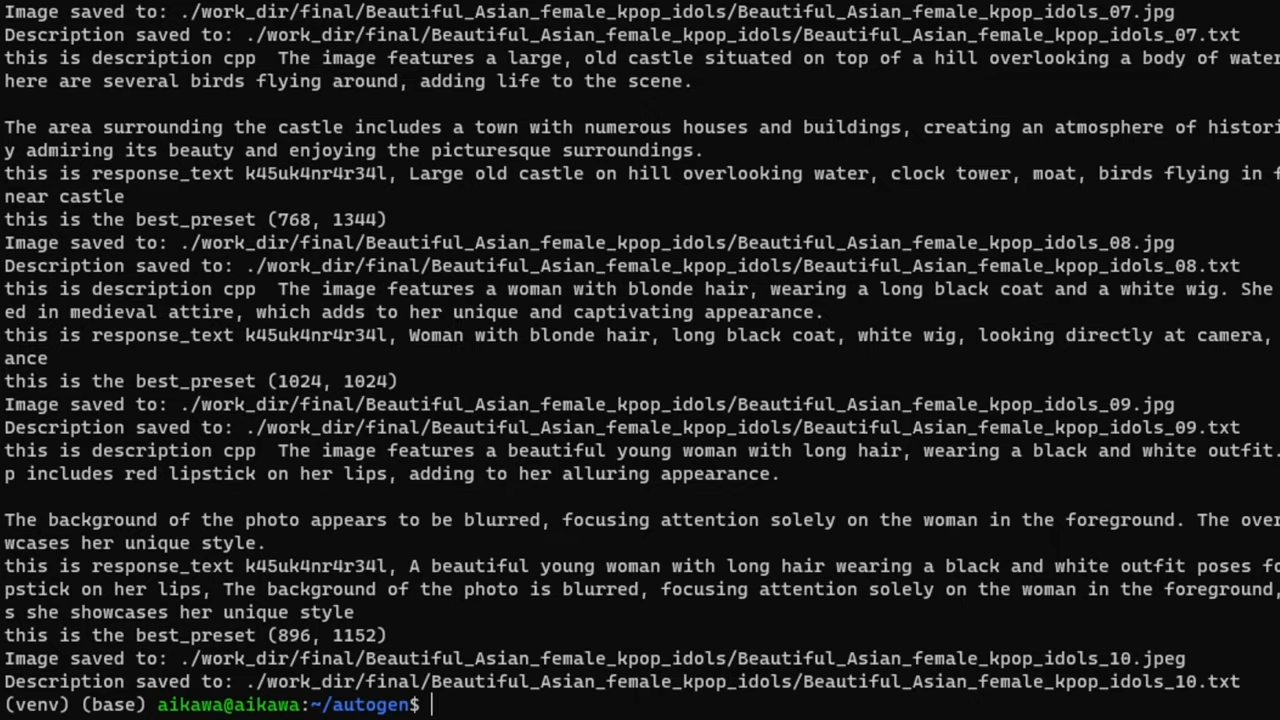 Image saved to: ./work_dir/final/Beautiful_Asian_female_kpop_idols/Beautiful_Asian_female_kpop_idols_07.jpg
Description saved to: ./work_dir/final/Beautiful_Asian_female_kpop_idols/Beautiful_Asian_female_kpop_idols_07.txt
this is description cpp  The image features a large, old castle situated on top of a hill overlooking a body of water
here are several birds flying around, adding life to the scene.

The area surrounding the castle includes a town with numerous houses and buildings, creating an atmosphere of histori
y admiring its beauty and enjoying the picturesque surroundings.
this is response_text k45uk4nr4r34l, Large old castle on hill overlooking water, clock tower, moat, birds flying in f
near castle
this is the best_preset (768, 1344)
Image saved to: ./work_dir/final/Beautiful_Asian_female_kpop_idols/Beautiful_Asian_female_kpop_idols_08.jpg
Description saved to: ./work_dir/final/Beautiful_Asian_female_kpop_idols/Beautiful_Asian_female_kpop_idols_08.txt
this is description cpp  The image features a woman with blonde hair, wearing a long black coat and a white wig. She
ed in medieval attire, which adds to her unique and captivating appearance.
this is response_text k45uk4nr4r34l, Woman with blonde hair, long black coat, white wig, looking directly at camera,
ance
this is the best_preset (1024, 1024)
Image saved to: ./work_dir/final/Beautiful_Asian_female_kpop_idols/Beautiful_Asian_female_kpop_idols_09.jpg
Description saved to: ./work_dir/final/Beautiful_Asian_female_kpop_idols/Beautiful_Asian_female_kpop_idols_09.txt
this is description cpp  The image features a beautiful young woman with long hair, wearing a black and white outfit.
p includes red lipstick on her lips, adding to her alluring appearance.

The background of the photo appears to be blurred, focusing attention solely on the woman in the foreground. The over
wcases her unique style.
this is response_text k45uk4nr4r34l, A beautiful young woman with long hair wearing a black and white outfit poses fo
pstick on her lips, The background of the photo is blurred, focusing attention solely on the woman in the foreground,
s she showcases her unique style
this is the best_preset (896, 1152)
Image saved to: ./work_dir/final/Beautiful_Asian_female_kpop_idols/Beautiful_Asian_female_kpop_idols_10.jpeg
Description saved to: ./work_dir/final/Beautiful_Asian_female_kpop_idols/Beautiful_Asian_female_kpop_idols_10.txt
(venv) (base) aikawa@aikawa:~/autogen$